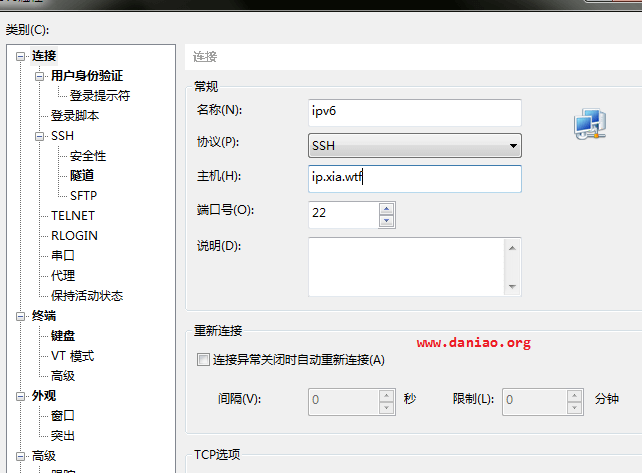 类别(C):
连接
用户身份验证
登录提示符
登录脚本
SSH
安全性
隧道
SFTP
TELNET
RLOGIN
串口
代理
保持活动状态
终端
键盘
VT 模式
高级
外观
窗口
突出
高级
连接
常规
名称(N): ipv6
协议(P): SSH
主机(H): ip.xia.wtf
端口号(O): 22
说明(D):
重新连接
www.daniao.org
连接异常关闭时自动重新连接(A)
间隔(V): 0 秒 限制(L): 0 分钟
TCP选项